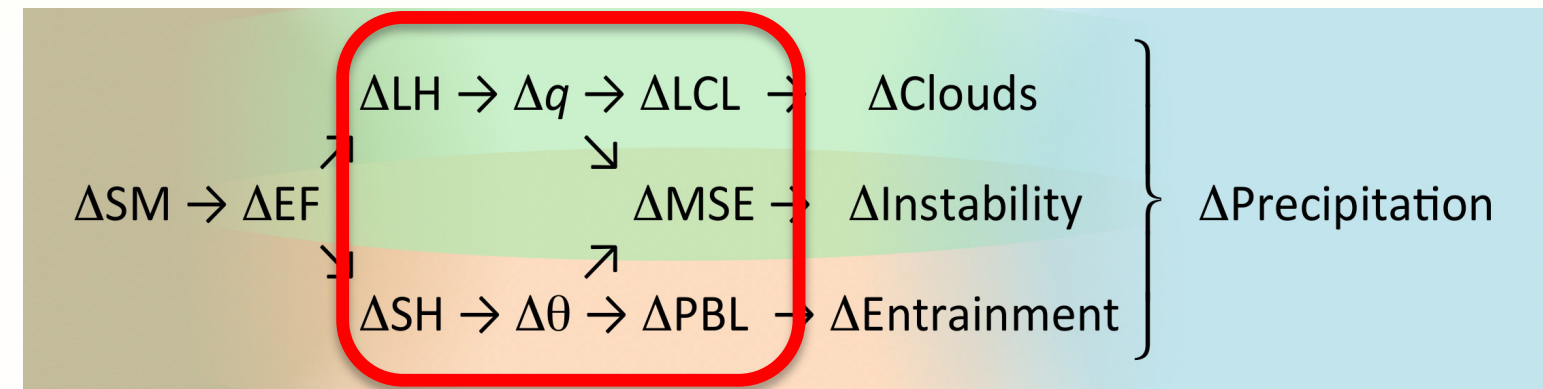 ΔLH → Δq → ΔLCL → ΔClouds
↗ ↘
ΔSM → ΔEF ΔMSE → ΔInstability } ΔPrecipitation
↘ ↗
ΔSH → Δθ → ΔPBL → ΔEntrainment